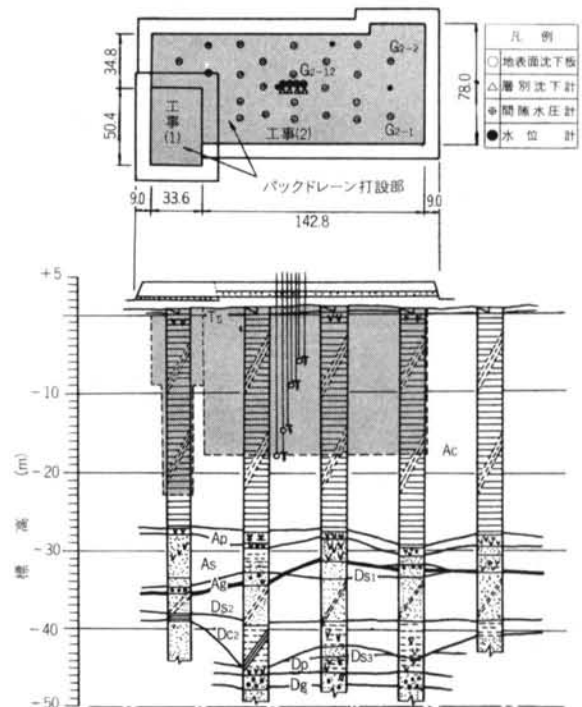 凡 例
地表面沈下板
層別沈下計
間隙水圧計
水 位 計
G2-2
G2-12
G2-1
34.8
50.4
78.0
工事(1)
工事(2)
パックドレーン打設部
9.0
33.6
142.8
9.0
+5
-10
-20
-30
-40
-50
標 高 (m)
Ts
Ac
Ap
As
Ag
Ds1
Ds2
Dc2
Dp
Ds3
Dg